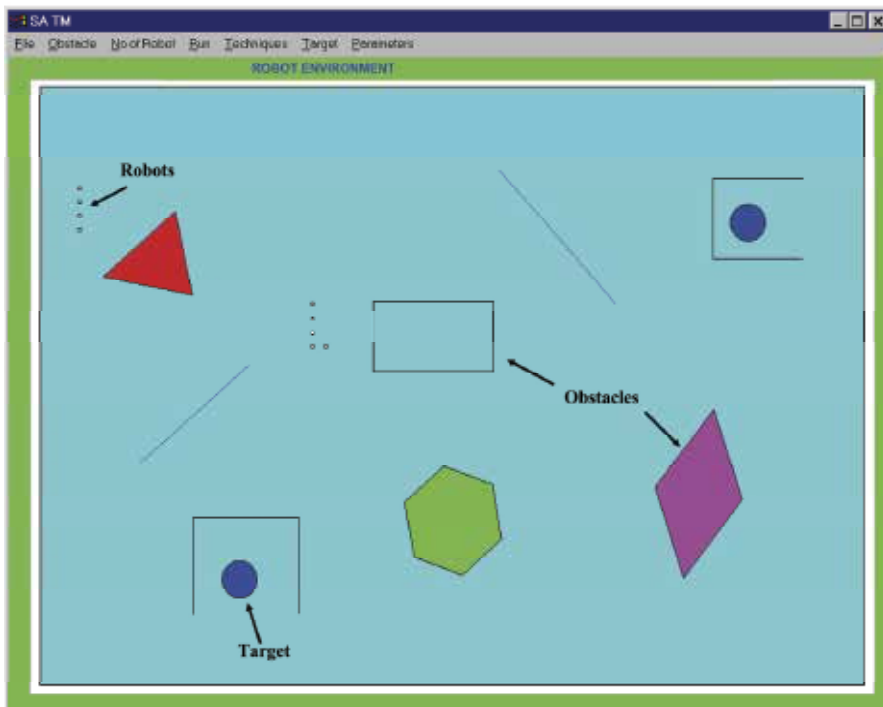 SA TM
File Obstacle No of Robot Run Techniques Target Parameters
ROBOT ENVIRONMENT
Robots
Obstacles
Target